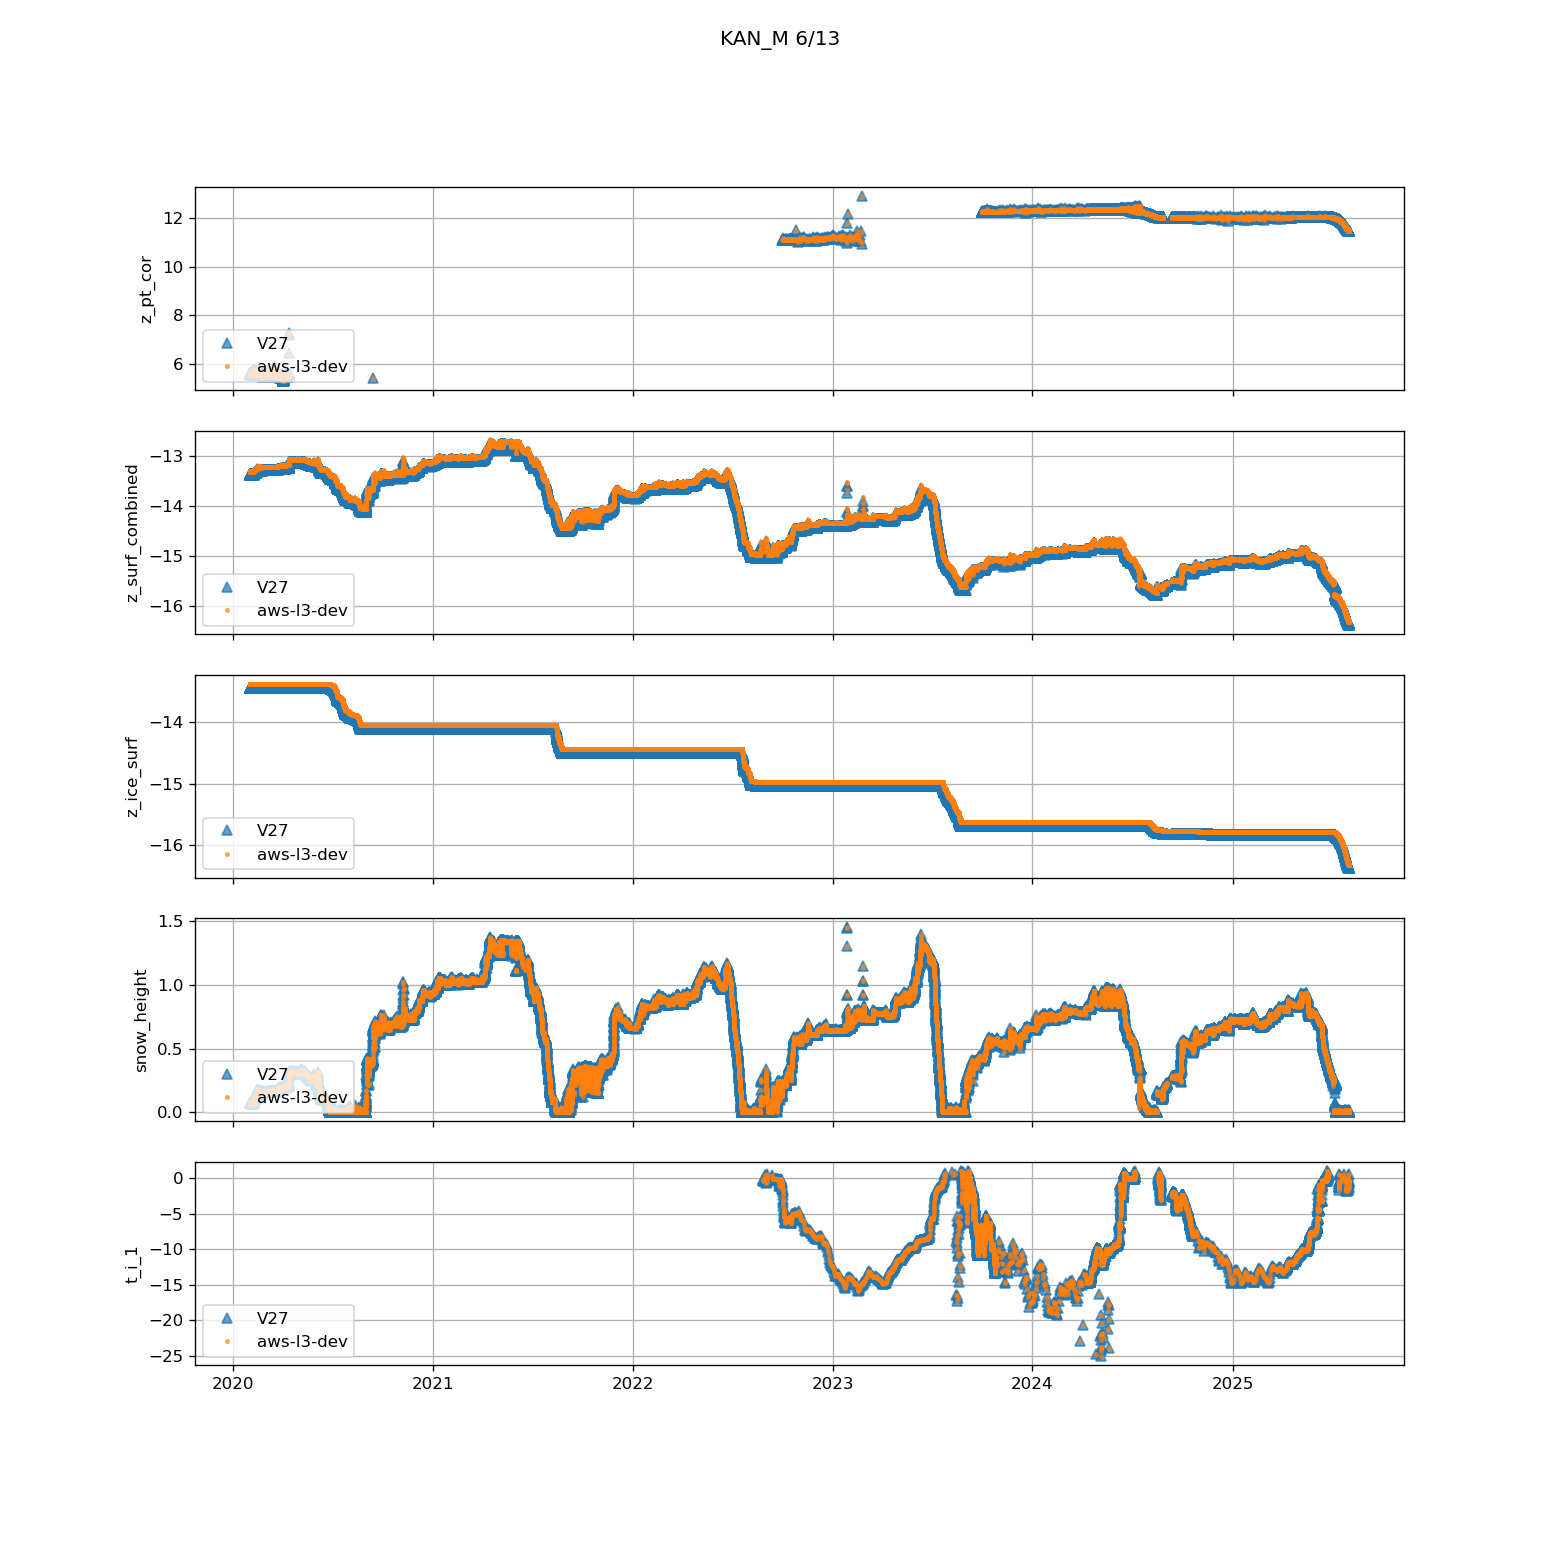 KAN_M 6/13
12
10
8
6
z_pt_cor
V27
aws-l3-dev
−13
−14
−15
−16
z_surf_combined
V27
aws-l3-dev
−14
−15
−16
z_ice_surf
V27
aws-l3-dev
1.5
1.0
0.5
0.0
snow_height
V27
aws-l3-dev
0
−5
−10
−15
−20
−25
t_i_1
V27
aws-l3-dev
2020 2021 2022 2023 2024 2025